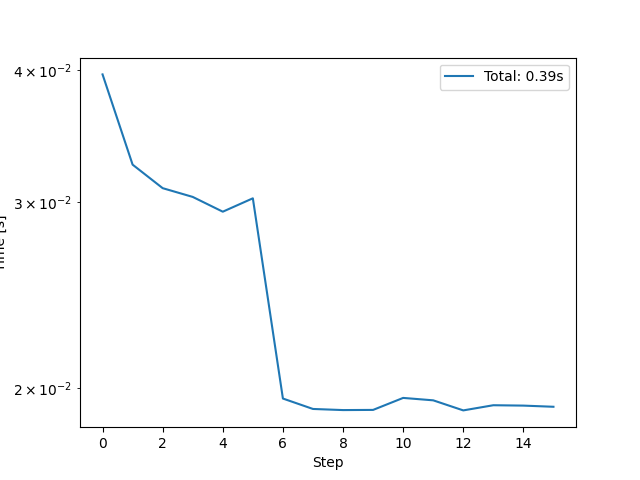 Total: 0.39s
4 × 10⁻²
3 × 10⁻²
2 × 10⁻²
Time [s]
0 2 4 6 8 10 12 14
Step